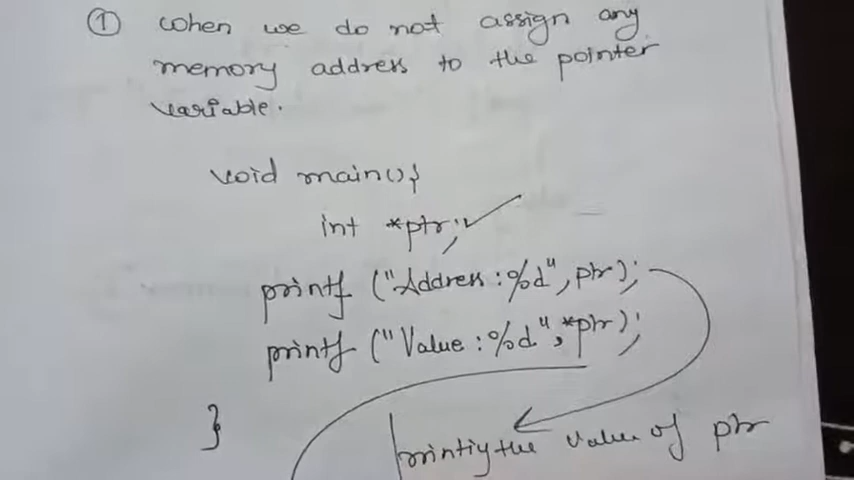 ① when we do not assign any
memory address to the pointer
variable.
void main(){
int *ptr;
printf ("Address:%d", ptr);
printf ("Value:%d", *ptr);
}
printiy the value of ptr